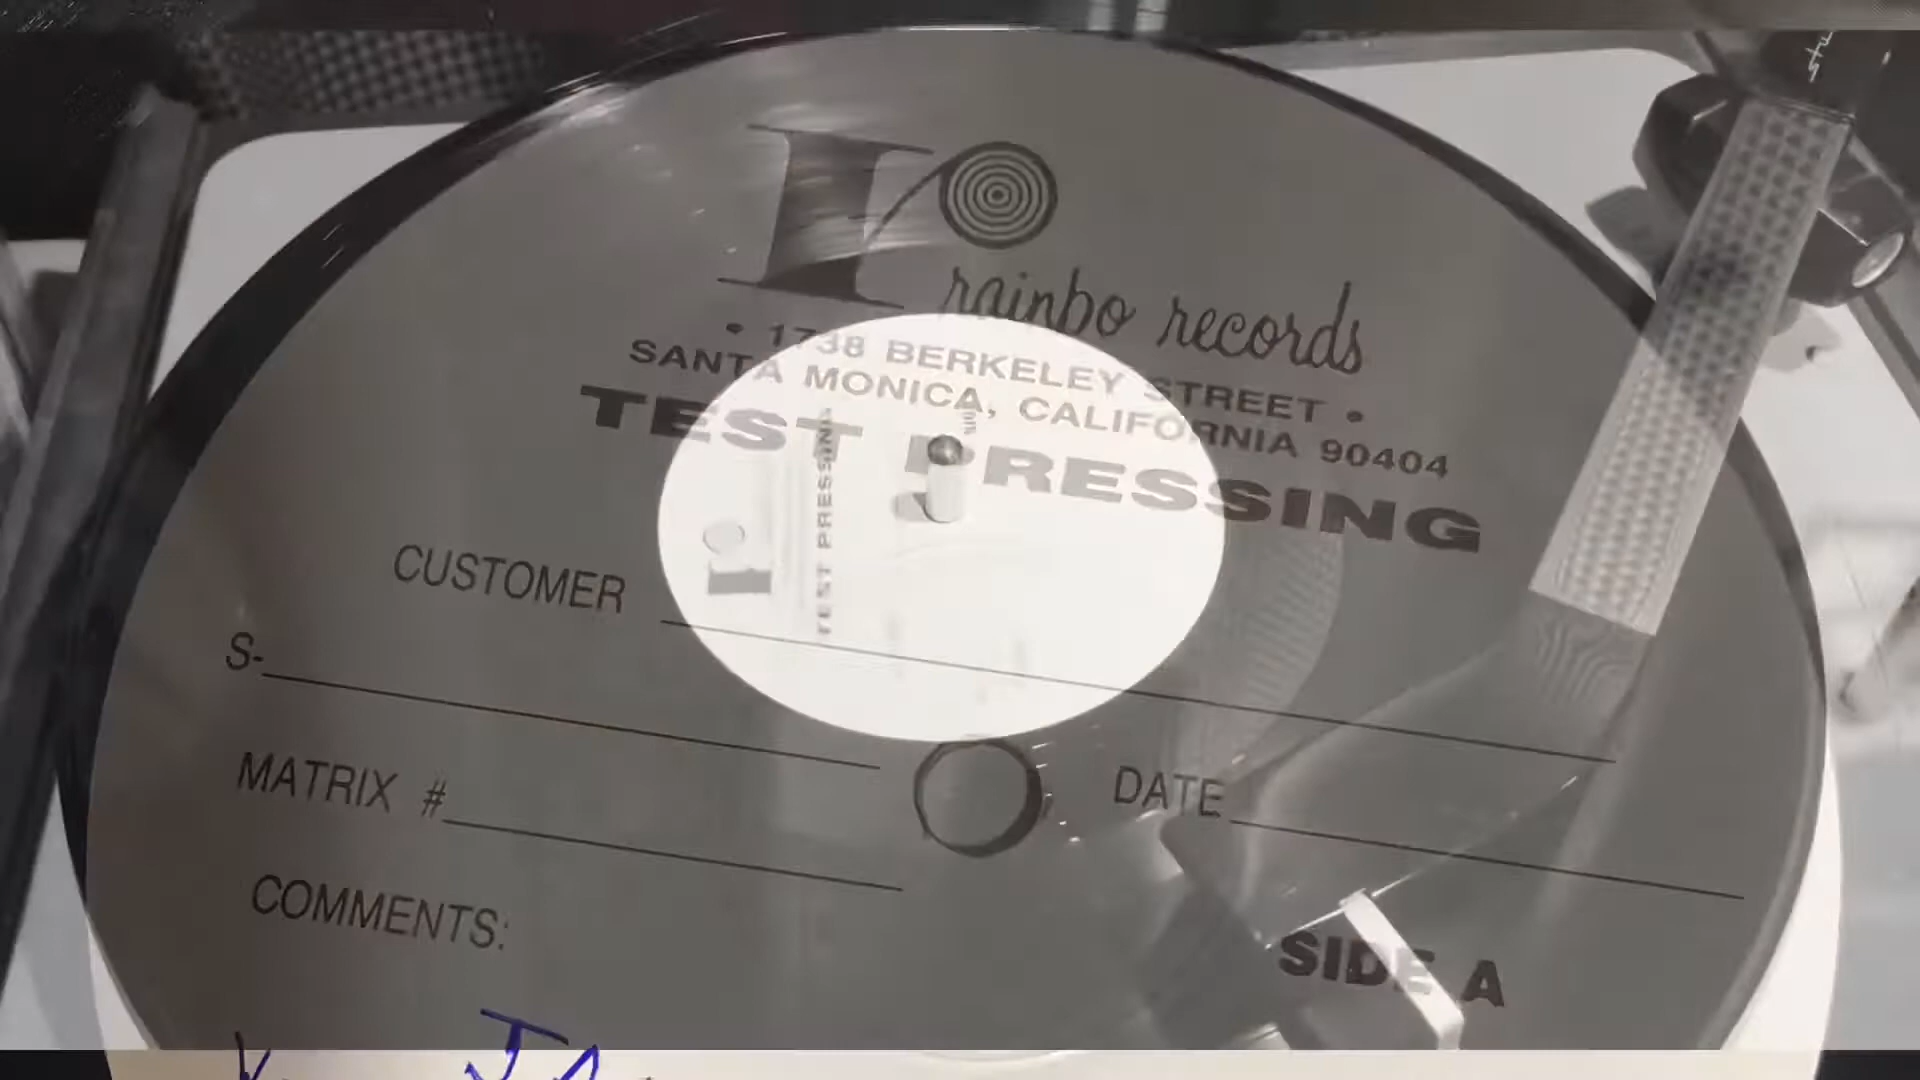 r
rainbo records
• 1738 BERKELEY STREET •
SANTA MONICA, CALIFORNIA 90404
TEST PRESSING
TEST PRESSING
r
CUSTOMER
S-
MATRIX #
DATE
COMMENTS:
SIDE A